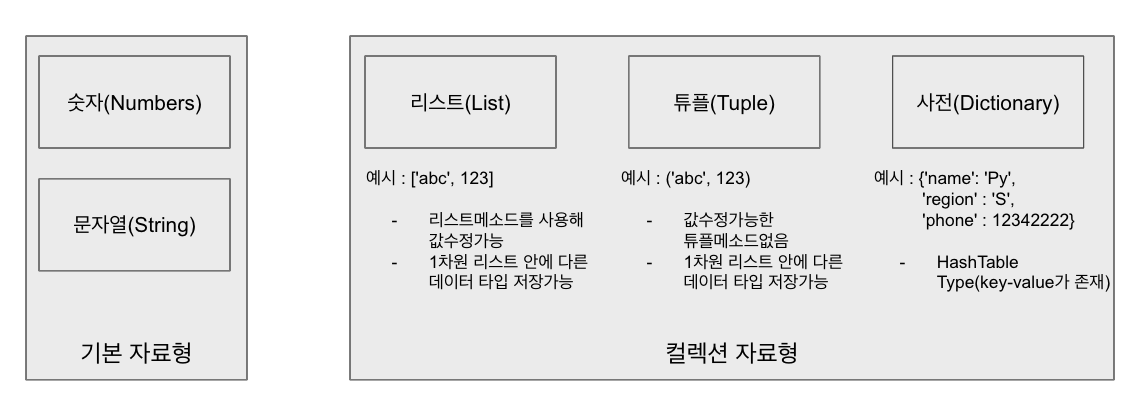 숫자(Numbers)
문자열(String)
기본 자료형
리스트(List)
예시 : ['abc', 123]
- 리스트메소드를 사용해
값수정가능
- 1차원 리스트 안에 다른
데이터 타입 저장가능
튜플(Tuple)
예시 : ('abc', 123)
- 값수정가능한
튜플메소드없음
- 1차원 리스트 안에 다른
데이터 타입 저장가능
사전(Dictionary)
예시 : {'name': 'Py',
'region' : 'S',
'phone' : 12342222}
- HashTable
Type(key-value가 존재)
컬렉션 자료형